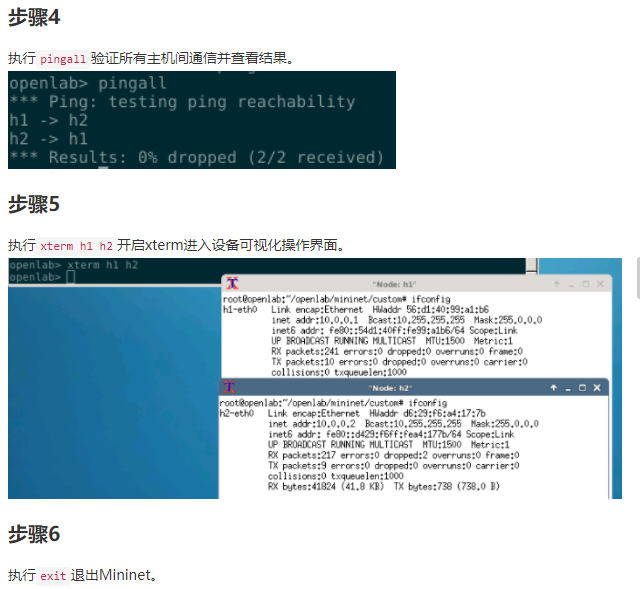 步骤4
执行 pingall 验证所有主机间通信并查看结果。
openlab> pingall
*** Ping: testing ping reachability
h1 -> h2
h2 -> h1
*** Results: 0% dropped (2/2 received)
步骤5
执行 xterm h1 h2 开启xterm进入设备可视化操作界面。
openlab> xterm h1 h2
openlab>
"Node: h1"
root@openlab:~/openlab/mininet/custom# ifconfig
h1-eth0 Link encap:Ethernet HWaddr 56:d1:40:99:a1:b6
inet addr:10.0.0.1 Bcast:10.255.255.255 Mask:255.0.0.0
inet6 addr: fe80::54d1:40ff:fe99:a1b6/64 Scope:Link
UP BROADCAST RUNNING MULTICAST MTU:1500 Metric:1
RX packets:241 errors:0 dropped:0 overruns:0 frame:0
TX packets:10 errors:0 dropped:0 overruns:0 carrier:0
collisions:0 txqueuelen:1000
"Node: h2"
root@openlab:~/openlab/mininet/custom# ifconfig
h2-eth0 Link encap:Ethernet HWaddr d6:29:f6:a4:17:7b
inet addr:10.0.0.2 Bcast:10.255.255.255 Mask:255.0.0.0
inet6 addr: fe80::d429:f6ff:fea4:177b/64 Scope:Link
UP BROADCAST RUNNING MULTICAST MTU:1500 Metric:1
RX packets:217 errors:0 dropped:2 overruns:0 frame:0
TX packets:9 errors:0 dropped:0 overruns:0 carrier:0
collisions:0 txqueuelen:1000
RX bytes:41824 (41.8 KB) TX bytes:738 (738.0 B)
步骤6
执行 exit 退出Mininet。